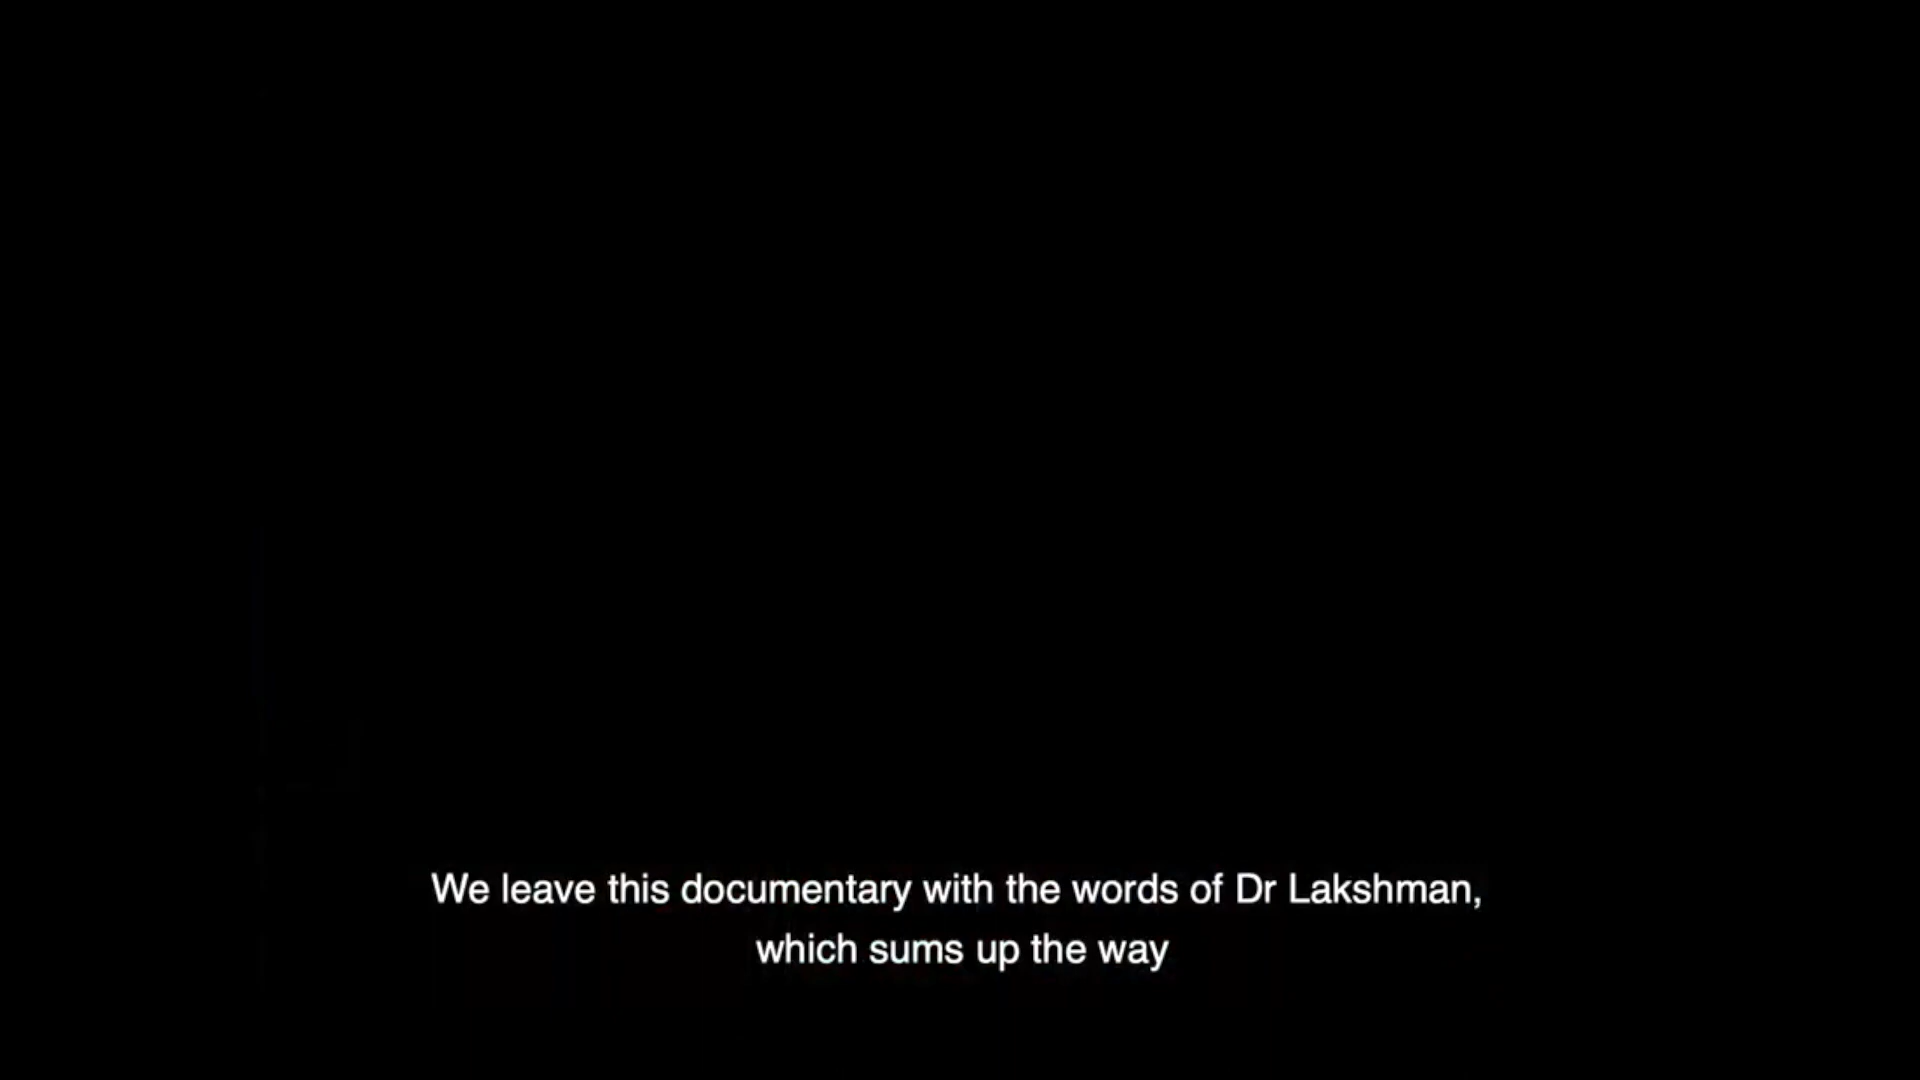 We leave this documentary with the words of Dr Lakshman,
which sums up the way